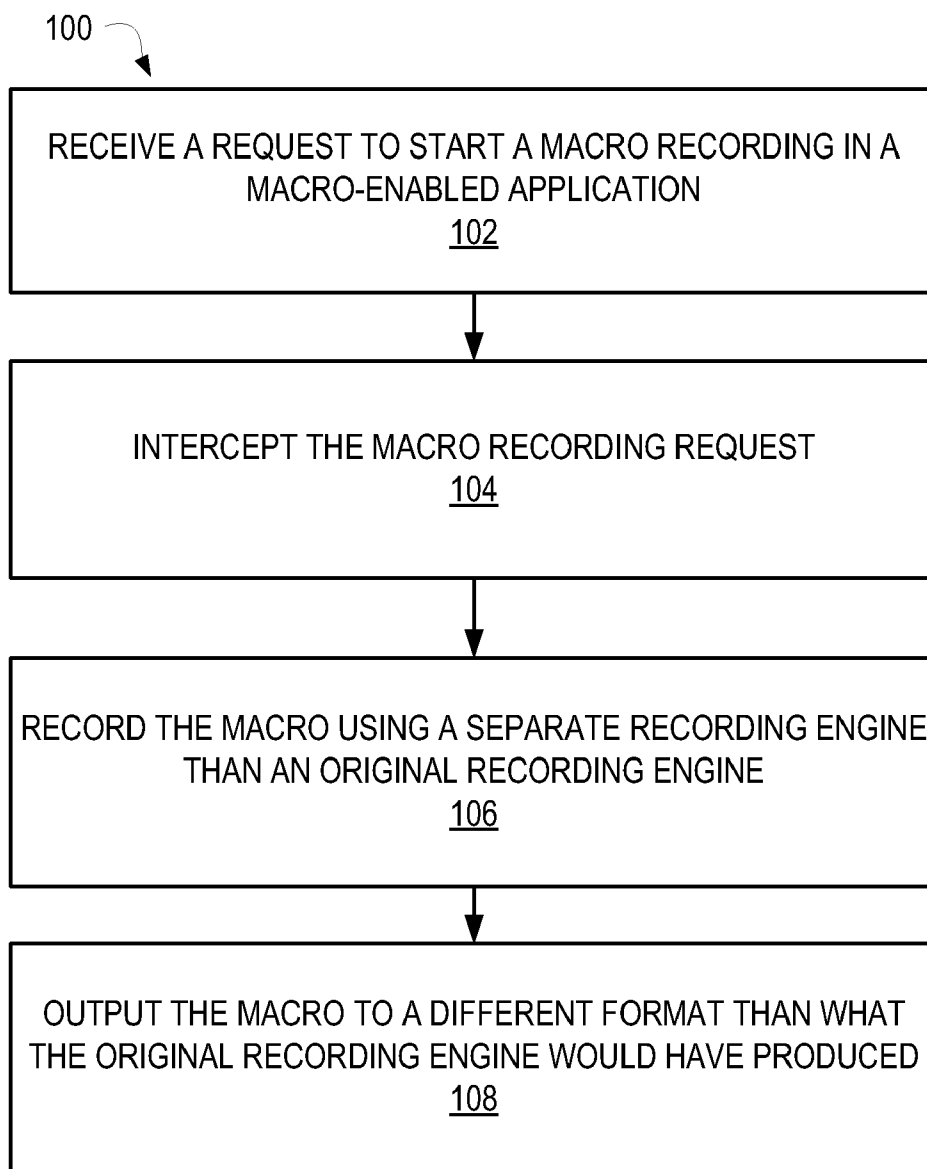 100
RECEIVE A REQUEST TO START A MACRO RECORDING IN A
MACRO-ENABLED APPLICATION
102
INTERCEPT THE MACRO RECORDING REQUEST
104
RECORD THE MACRO USING A SEPARATE RECORDING ENGINE
THAN AN ORIGINAL RECORDING ENGINE
106
OUTPUT THE MACRO TO A DIFFERENT FORMAT THAN WHAT
THE ORIGINAL RECORDING ENGINE WOULD HAVE PRODUCED
108